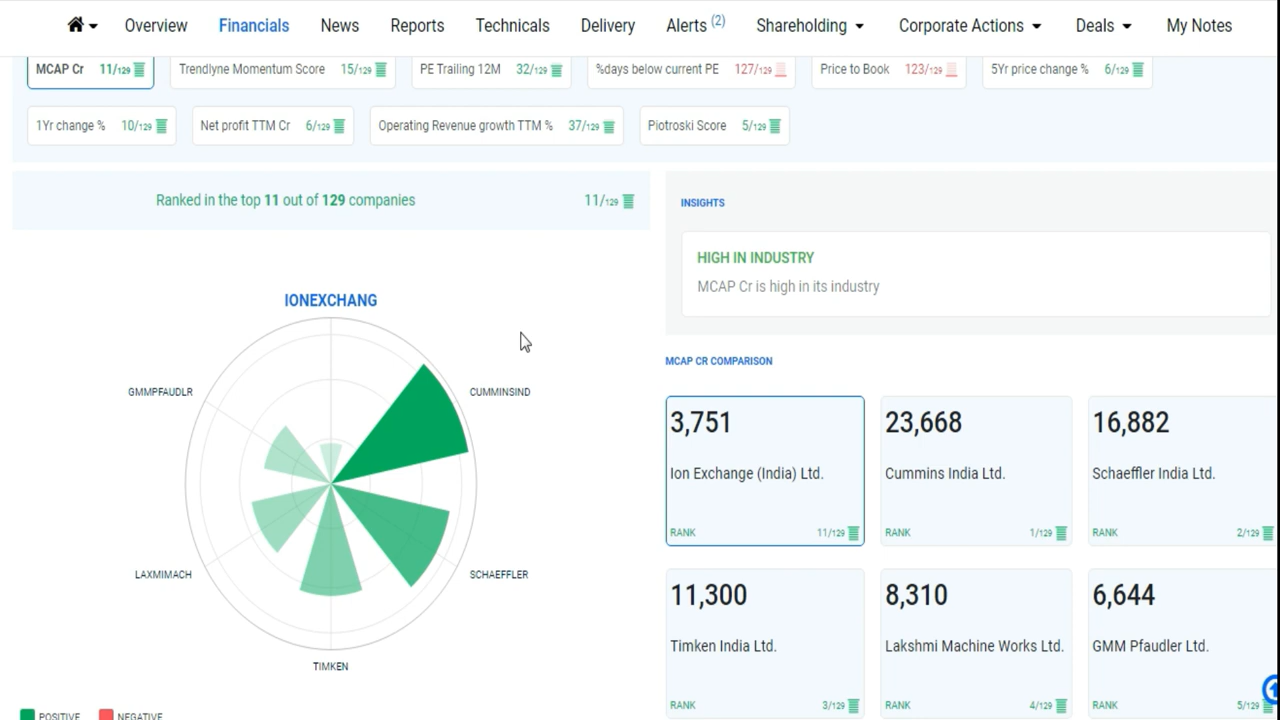 Overview Financials News Reports Technicals Delivery Alerts (2) Shareholding Corporate Actions Deals My Notes
MCAP Cr 11/129 Trendlyne Momentum Score 15/129 PE Trailing 12M 32/129 %days below current PE 127/129 Price to Book 123/129 5Yr price change % 6/129
1Yr change % 10/129 Net profit TTM Cr 6/129 Operating Revenue growth TTM % 37/129 Piotroski Score 5/129
Ranked in the top 11 out of 129 companies 11/129
IONEXCHANG
CUMMINSIND
SCHAEFFLER
TIMKEN
LAXMIMACH
GMMPFAUDLR
POSITIVE NEGATIVE
INSIGHTS
HIGH IN INDUSTRY
MCAP Cr is high in its industry
MCAP CR COMPARISON
3,751 23,668 16,882
Ion Exchange (India) Ltd. Cummins India Ltd. Schaeffler India Ltd.
RANK 11/129 RANK 1/129 RANK 2/129
11,300 8,310 6,644
Timken India Ltd. Lakshmi Machine Works Ltd. GMM Pfaudler Ltd.
RANK 3/129 RANK 4/129 RANK 5/129